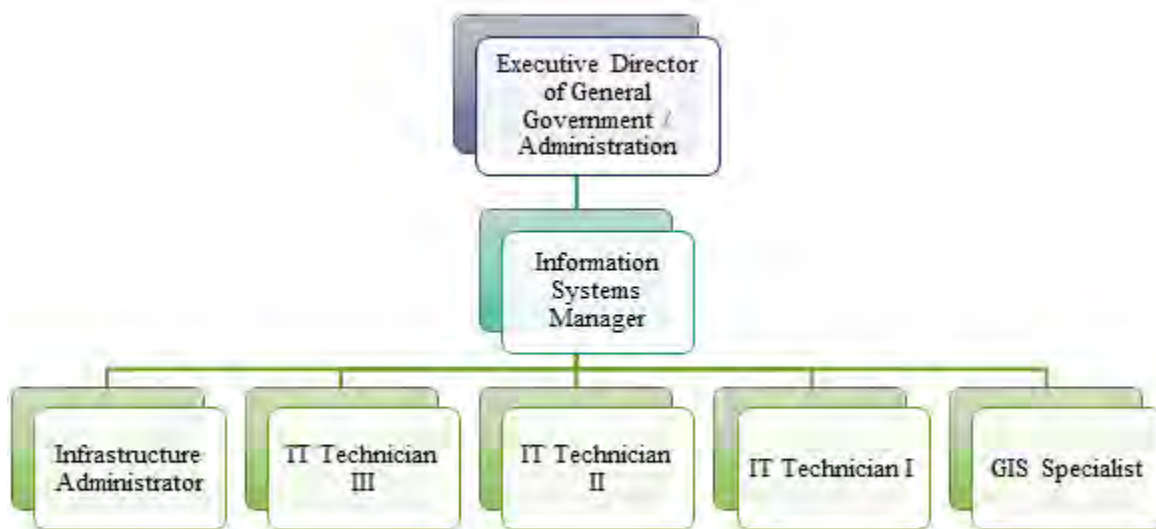 Executive Director
of General
Government /
Administration
Information
Systems
Manager
Infrastructure
Administrator
IT Technician
III
IT Technician
II
IT Technician I
GIS Specialist